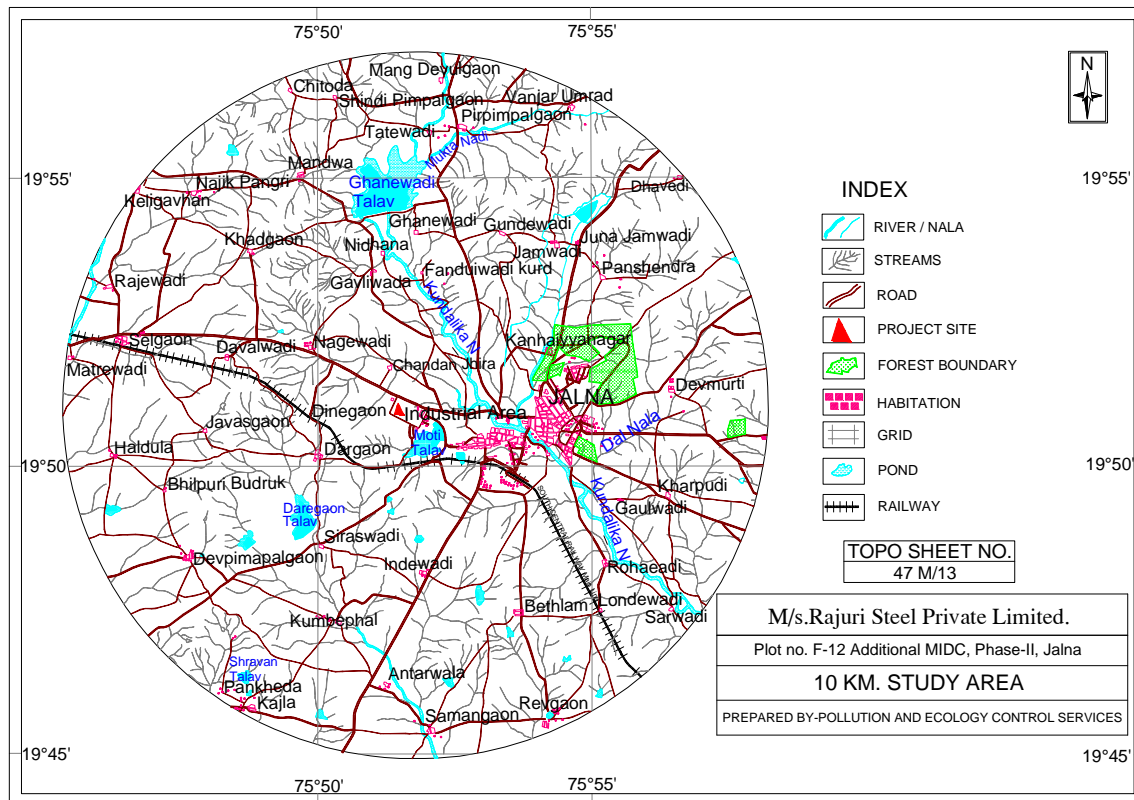 75°50'
75°55'
N
Mang Devulgaon
Chitoda
Shindi Pimpalgaon
Vanjar Umrad
Pirpimpalgaon
Tatewadi
Mukta Nadi
Mandwa
19°55'
19°55'
Najik Pangri
Ghanewadi
Talav
Dhavedi
Keligavhan
Ghanewadi
Gundewadi
Khadgaon
Nidhana
Juna Jamwadi
Jamwadi
Fanduiwadi kurd
Panshendra
Rajewadi
Gavliwada
Kundalika N.
Selgaon
Davalwadi
Nagewadi
Kanhaiyyanagar
Matrewadi
Chandan Jhira
Devmurti
JALNA
Dinegaon
Industrial Area
Javasgaon
Moti
Talav
Dal Nala
Haldula
Dargaon
19°50'
19°50'
Bhilpuri Budruk
Kharpudi
Daregaon
Talav
Kundalika N.
Gaulwadi
Siraswadi
Devpimapalgaon
Indewadi
Rohaeadi
Bethlam
Londewadi
Sarwadi
Kumbephal
Shravan
Talav
Antarwala
Pankheda
Kajla
Samangaon
Revgaon
19°45'
19°45'
75°50'
75°55'
INDEX
RIVER / NALA
STREAMS
ROAD
PROJECT SITE
FOREST BOUNDARY
HABITATION
GRID
POND
RAILWAY
TOPO SHEET NO.
47 M/13
M/s.Rajuri Steel Private Limited.
Plot no. F-12 Additional MIDC, Phase-II, Jalna
10 KM. STUDY AREA
PREPARED BY-POLLUTION AND ECOLOGY CONTROL SERVICES